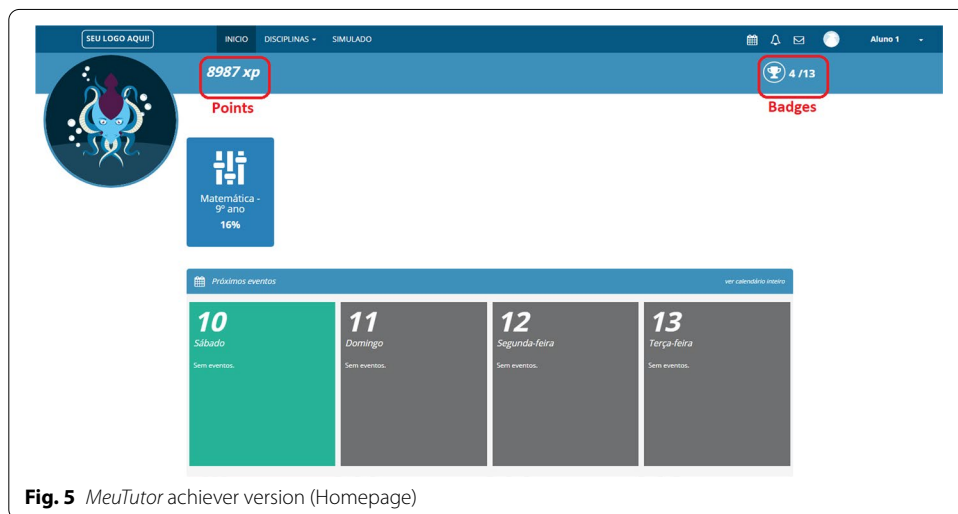 SEU LOGO AQUI! INICIO DISCIPLINAS SIMULADO Aluno 1
8987 xp 4 /13
Points Badges
Matemática -
9º ano
16%
Próximos eventos ver calendário inteiro
10 11 12 13
Sábado Domingo Segunda-feira Terça-feira
Sem eventos. Sem eventos. Sem eventos. Sem eventos.
Fig. 5 MeuTutor achiever version (Homepage)